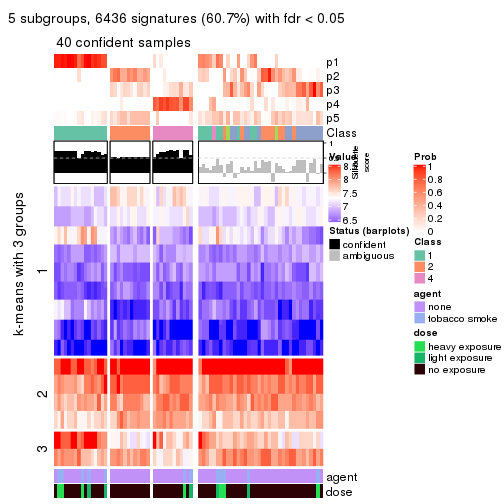 5 subgroups, 6436 signatures (60.7%) with fdr < 0.05
40 confident samples
p1
p2
p3
p4
p5
Class
1
Silhouette
score
Value
8
7.5
7
6.5
Status (barplots)
confident
ambiguous
Prob
1
0.8
0.6
0.4
0.2
0
Class
1
2
4
agent
none
tobacco smoke
dose
heavy exposure
light exposure
no exposure
k-means with 3 groups
1
2
3
agent
dose